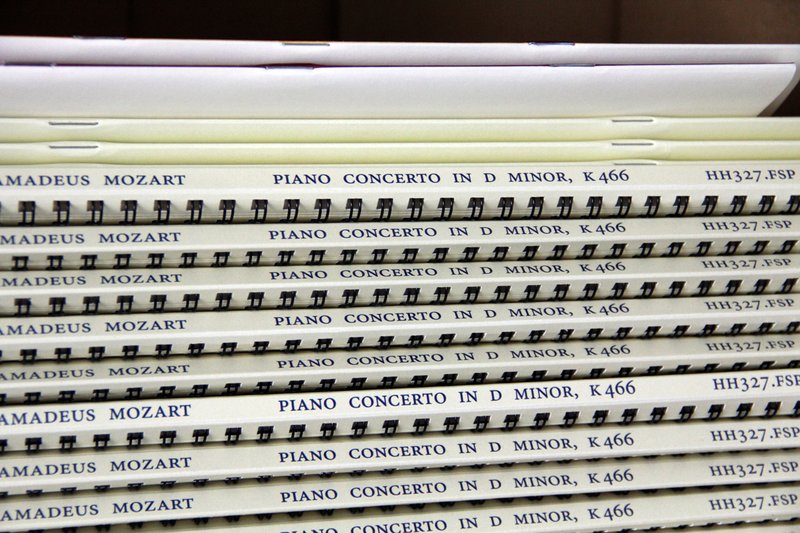 AMADEUS MOZART PIANO CONCERTO IN D MINOR, K466 HH327.FSP
AMADEUS MOZART PIANO CONCERTO IN D MINOR, K466 HH327.FSP
AMADEUS MOZART PIANO CONCERTO IN D MINOR, K466 HH327.FSP
AMADEUS MOZART PIANO CONCERTO IN D MINOR, K466 HH327.FSP
AMADEUS MOZART PIANO CONCERTO IN D MINOR, K466 HH327.FSP
AMADEUS MOZART PIANO CONCERTO IN D MINOR, K466 HH327.FSP
AMADEUS MOZART PIANO CONCERTO IN D MINOR, K466 HH327.FSP
AMADEUS MOZART PIANO CONCERTO IN D MINOR, K466 HH327.FSP
PIANO CONCERTO IN D MINOR, K466 HH327.FSP